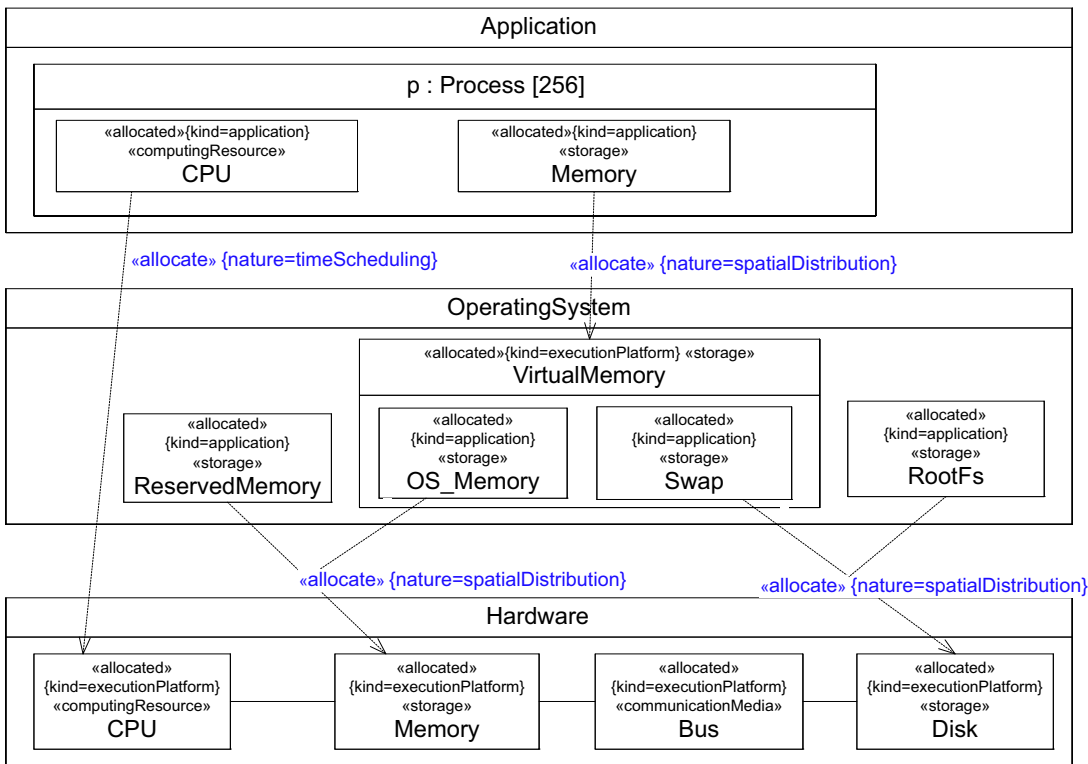 Application
p : Process [256]
«allocated»{kind=application}
«computingResource»
CPU
«allocated»{kind=application}
«storage»
Memory
«allocate» {nature=timeScheduling}
«allocate» {nature=spatialDistribution}
OperatingSystem
«allocated»{kind=executionPlatform} «storage»
VirtualMemory
«allocated»
{kind=application}
«storage»
ReservedMemory
«allocated»
{kind=application}
«storage»
OS_Memory
«allocated»
{kind=application}
«storage»
Swap
«allocated»
{kind=application}
«storage»
RootFs
«allocate» {nature=spatialDistribution}
«allocate» {nature=spatialDistribution}
Hardware
«allocated»
{kind=executionPlatform}
«computingResource»
CPU
«allocated»
{kind=executionPlatform}
«storage»
Memory
«allocated»
{kind=executionPlatform}
«communicationMedia»
Bus
«allocated»
{kind=executionPlatform}
«storage»
Disk